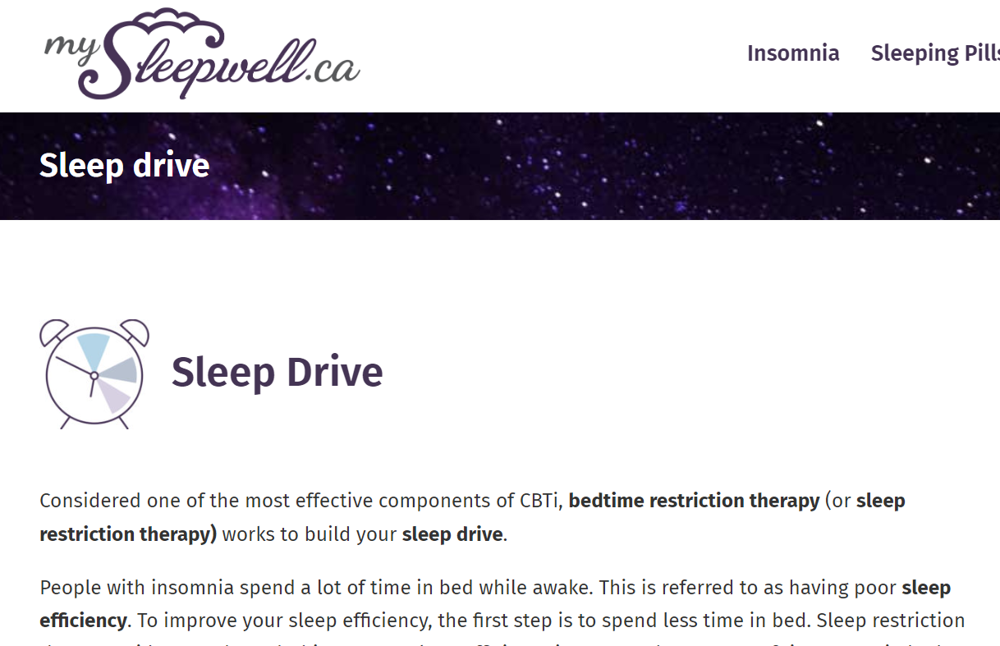 my Sleepwell.ca
Insomnia Sleeping Pills
Sleep drive
Sleep Drive
Considered one of the most effective components of CBTi, bedtime restriction therapy (or sleep
restriction therapy) works to build your sleep drive.
People with insomnia spend a lot of time in bed while awake. This is referred to as having poor sleep
efficiency. To improve your sleep efficiency, the first step is to spend less time in bed. Sleep restriction